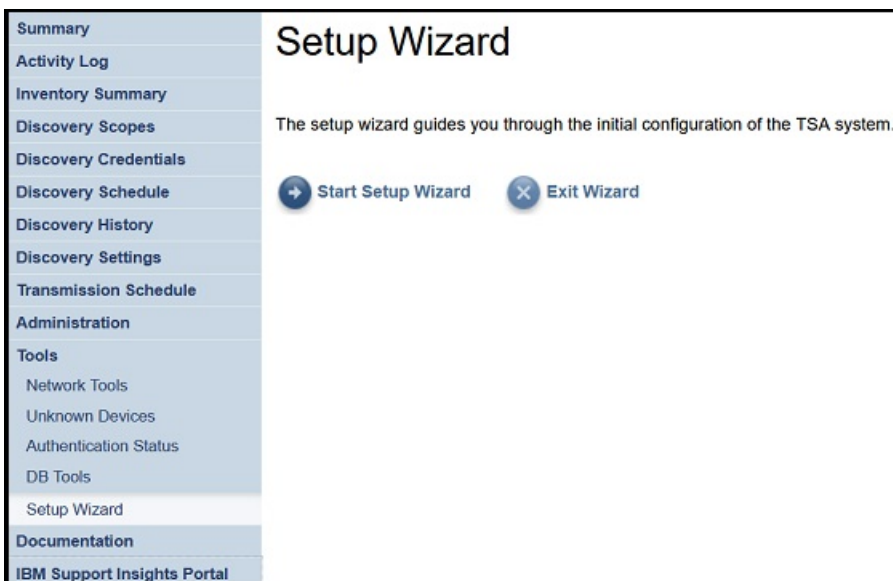 Summary
Activity Log
Inventory Summary
Discovery Scopes
Discovery Credentials
Discovery Schedule
Discovery History
Discovery Settings
Transmission Schedule
Administration
Tools
Network Tools
Unknown Devices
Authentication Status
DB Tools
Setup Wizard
Documentation
IBM Support Insights Portal
Setup Wizard
The setup wizard guides you through the initial configuration of the TSA system.
Start Setup Wizard
Exit Wizard